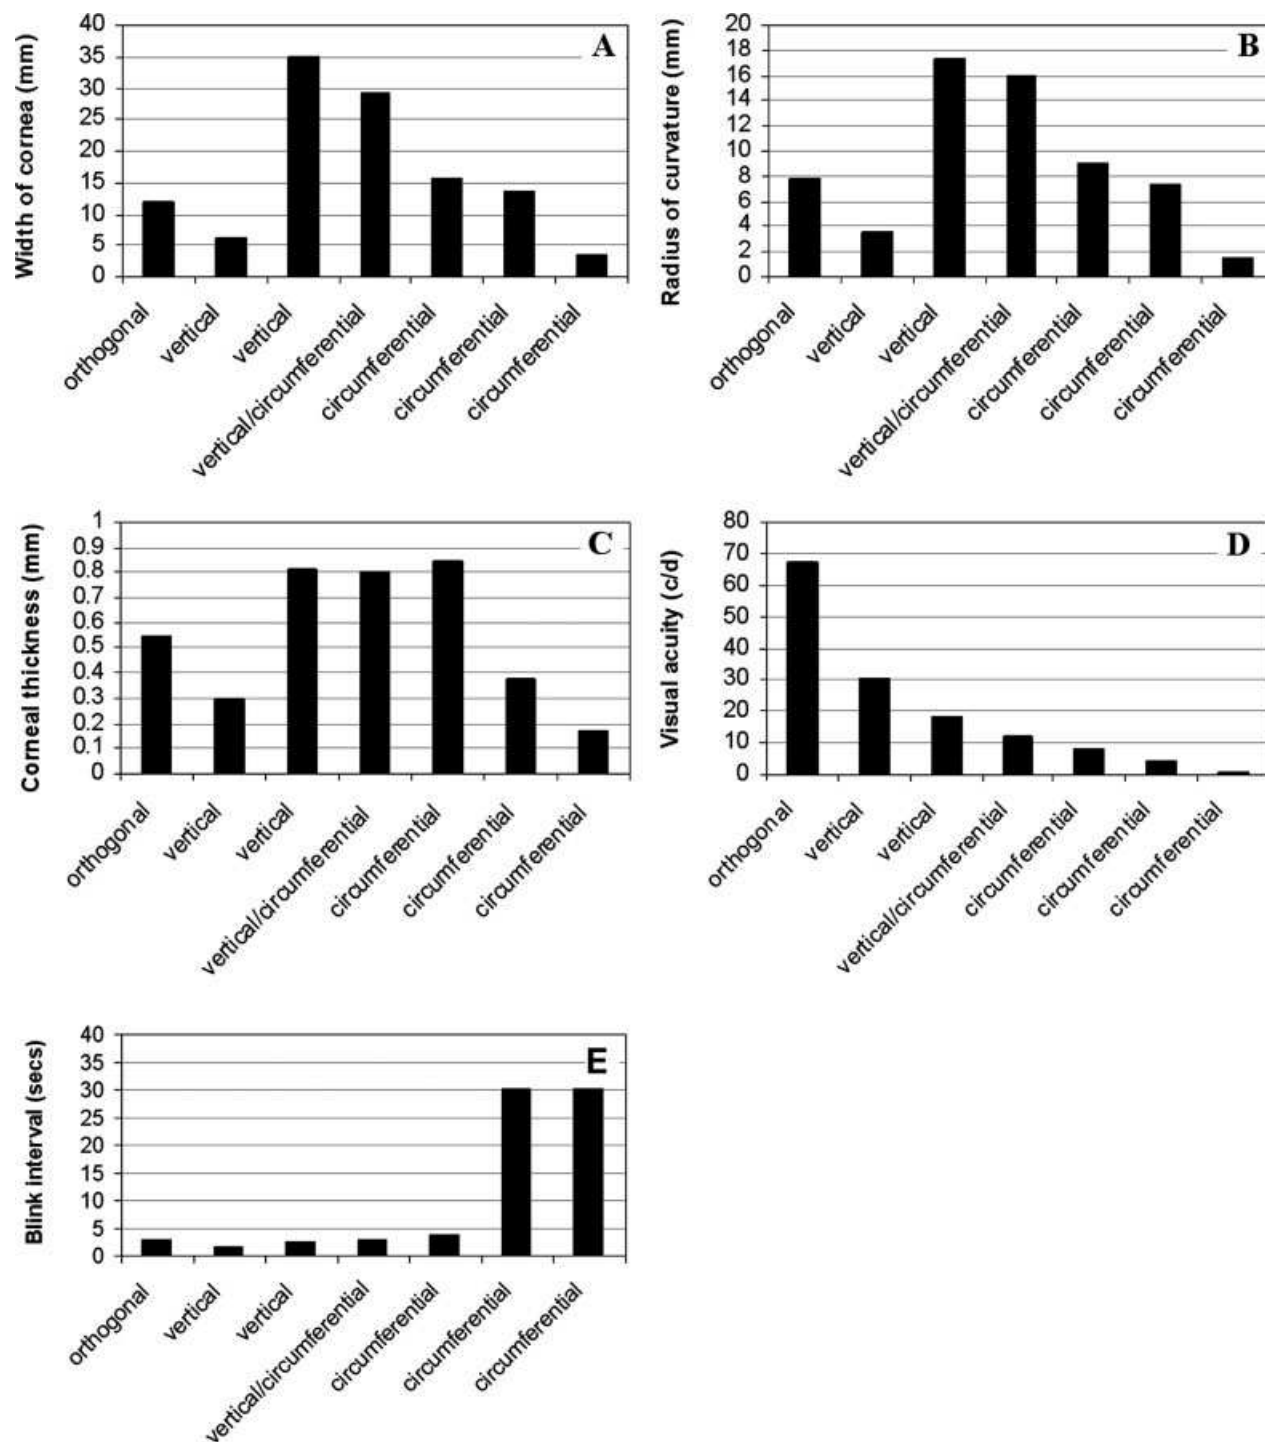 Width of cornea (mm)
40
35
30
25
20
15
10
5
0
A
orthogonal
vertical
vertical
vertical/circumferential
circumferential
circumferential
circumferential
Radius of curvature (mm)
20
18
16
14
12
10
8
6
4
2
0
B
orthogonal
vertical
vertical
vertical/circumferential
circumferential
circumferential
circumferential
Corneal thickness (mm)
1
0.9
0.8
0.7
0.6
0.5
0.4
0.3
0.2
0.1
0
C
orthogonal
vertical
vertical
vertical/circumferential
circumferential
circumferential
circumferential
Visual acuity (c/d)
80
70
60
50
40
30
20
10
0
D
orthogonal
vertical
vertical
vertical/circumferential
circumferential
circumferential
circumferential
Blink interval (secs)
40
35
30
25
20
15
10
5
0
E
orthogonal
vertical
vertical
vertical/circumferential
circumferential
circumferential
circumferential